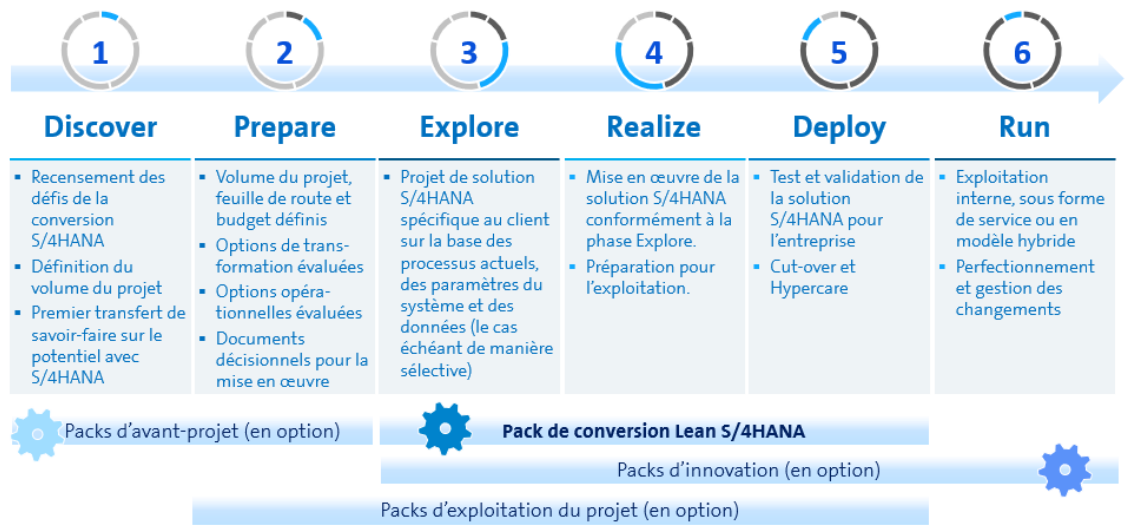 1
2
3
4
5
6
Discover
Prepare
Explore
Realize
Deploy
Run
▪ Recensement des
défis de la
conversion
S/4HANA
▪ Définition du
volume du projet
▪ Premier transfert de
savoir-faire sur le
potentiel avec
S/4HANA
▪ Volume du projet,
feuille de route et
budget définis
▪ Options de trans-
formation évaluées
▪ Options opéra-
tionnelles évaluées
▪ Documents
décisionnels pour la
mise en œuvre
▪ Projet de solution
S/4HANA
spécifique au client
sur la base des
processus actuels,
des paramètres du
système et des
données (le cas
échéant de manière
sélective)
▪ Mise en œuvre de la
solution S/4HANA
conformément à la
phase Explore.
▪ Préparation pour
l'exploitation.
▪ Test et validation de
la solution
S/4HANA pour
l'entreprise
▪ Cut-over et
Hypercare
▪ Exploitation
interne, sous forme
de service ou en
modèle hybride
▪ Perfectionnement
et gestion des
changements
Packs d'avant-projet (en option)
Pack de conversion Lean S/4HANA
Packs d'innovation (en option)
Packs d'exploitation du projet (en option)